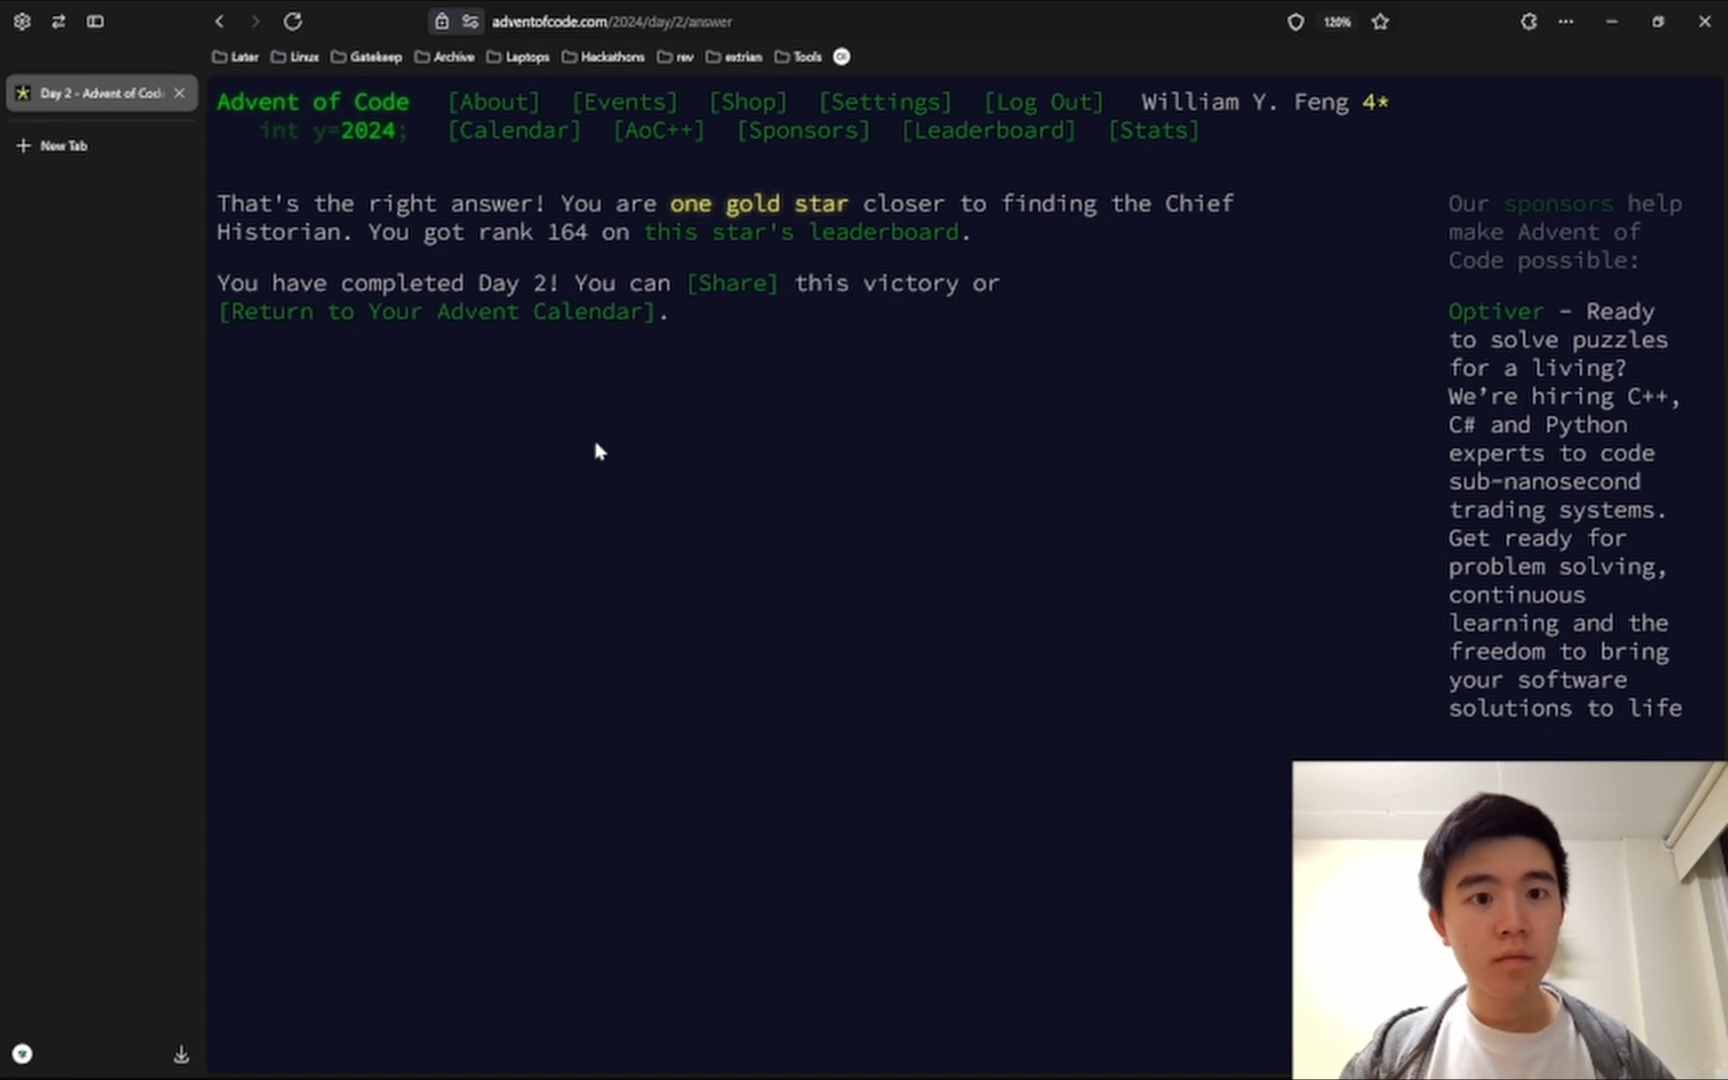 adventofcode.com/2024/day/2/answer
120%
Later Linux Gatekeep Archive Laptops Hackathons rev extrian Tools
Day 2 - Advent of Cod
New Tab
Advent of Code [About] [Events] [Shop] [Settings] [Log Out] William Y. Feng 4*
int y=2024; [Calendar] [AoC++] [Sponsors] [Leaderboard] [Stats]
That's the right answer! You are one gold star closer to finding the Chief
Historian. You got rank 164 on this star's leaderboard.
You have completed Day 2! You can [Share] this victory or
[Return to Your Advent Calendar].
Our sponsors help
make Advent of
Code possible:
Optiver - Ready
to solve puzzles
for a living?
We’re hiring C++,
C# and Python
experts to code
sub-nanosecond
trading systems.
Get ready for
problem solving,
continuous
learning and the
freedom to bring
your software
solutions to life